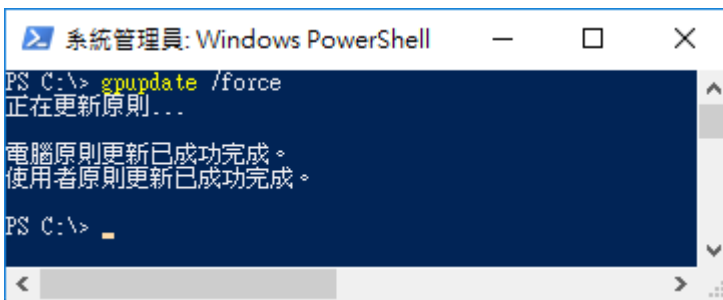 系統管理員: Windows PowerShell
PS C:\> gpupdate /force
正在更新原則...
電腦原則更新已成功完成。
使用者原則更新已成功完成。
PS C:\>